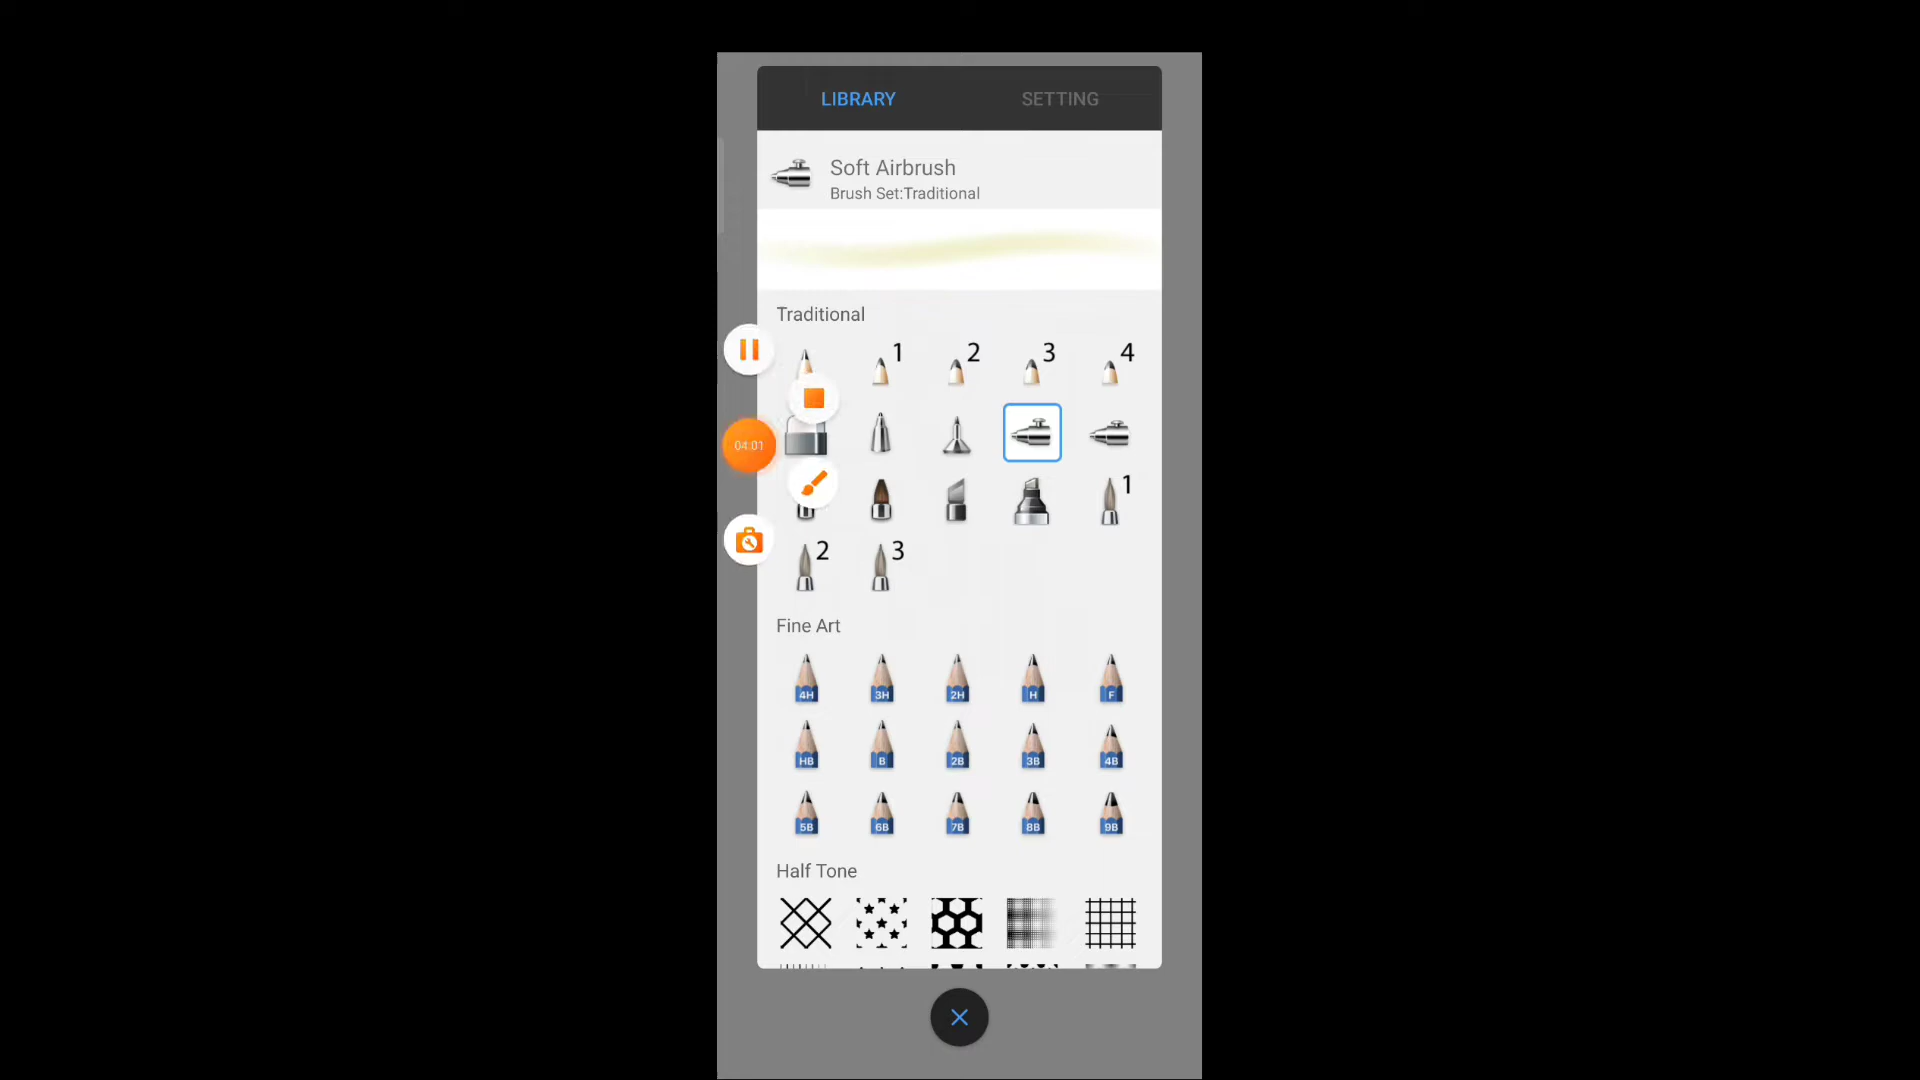 LIBRARY SETTING
Soft Airbrush
Brush Set:Traditional
Traditional
1 2 3 4
04:01
1
2 3
Fine Art
4H 3H 2H H F
HB B 2B 3B 4B
5B 6B 7B 8B 9B
Half Tone